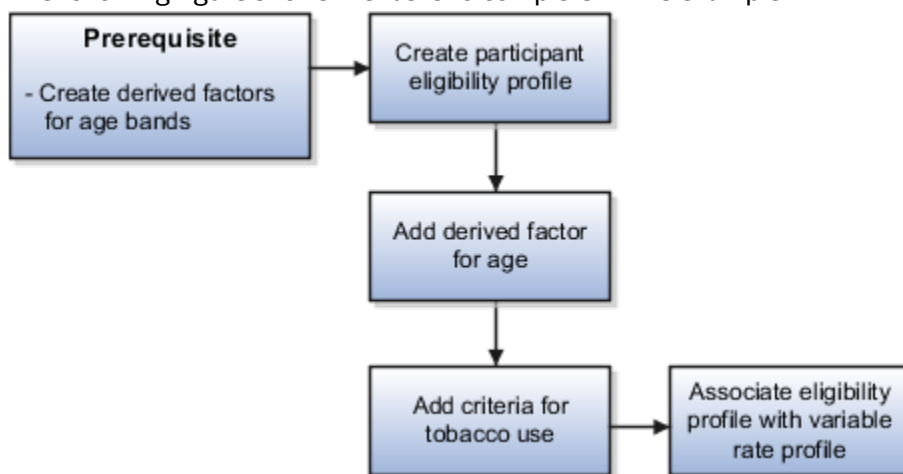 Prerequisite
- Create derived factors
for age bands
Create participant
eligibility profile
Add derived factor
for age
Add criteria for
tobacco use
Associate eligibility
profile with variable
rate profile